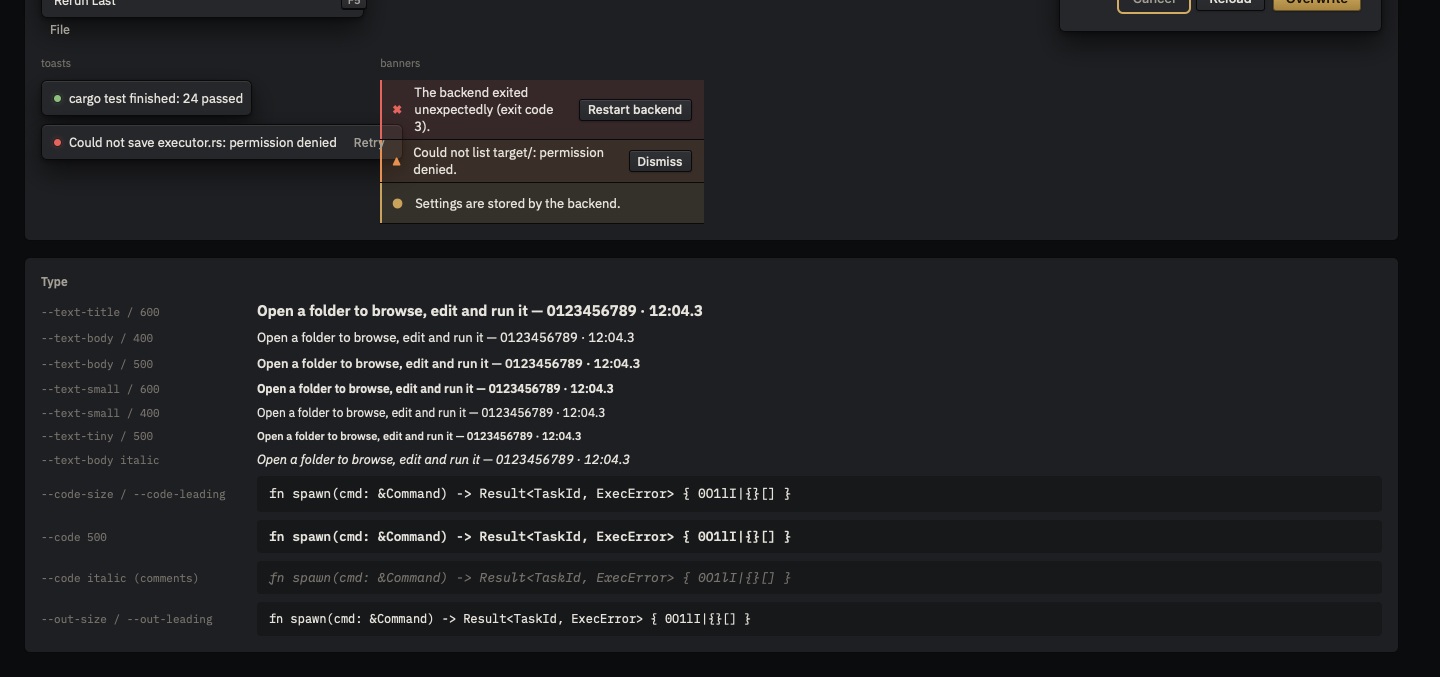 Rerun Last
F5
Cancel
Reload
Overwrite
File
toasts
banners
cargo test finished: 24 passed
Could not save executor.rs: permission denied Retry
The backend exited
unexpectedly (exit code
3).
Restart backend
Could not list target/: permission
denied.
Dismiss
Settings are stored by the backend.
Type
--text-title / 600 Open a folder to browse, edit and run it — 0123456789 · 12:04.3
--text-body / 400 Open a folder to browse, edit and run it — 0123456789 · 12:04.3
--text-body / 500 Open a folder to browse, edit and run it — 0123456789 · 12:04.3
--text-small / 600 Open a folder to browse, edit and run it — 0123456789 · 12:04.3
--text-small / 400 Open a folder to browse, edit and run it — 0123456789 · 12:04.3
--text-tiny / 500 Open a folder to browse, edit and run it — 0123456789 · 12:04.3
--text-body italic Open a folder to browse, edit and run it — 0123456789 · 12:04.3
--code-size / --code-leading fn spawn(cmd: &Command) -> Result<TaskId, ExecError> { 0O1lI|{}[] }
--code 500 fn spawn(cmd: &Command) -> Result<TaskId, ExecError> { 0O1lI|{}[] }
--code italic (comments) fn spawn(cmd: &Command) -> Result<TaskId, ExecError> { 0O1lI|{}[] }
--out-size / --out-leading fn spawn(cmd: &Command) -> Result<TaskId, ExecError> { 0O1lI|{}[] }